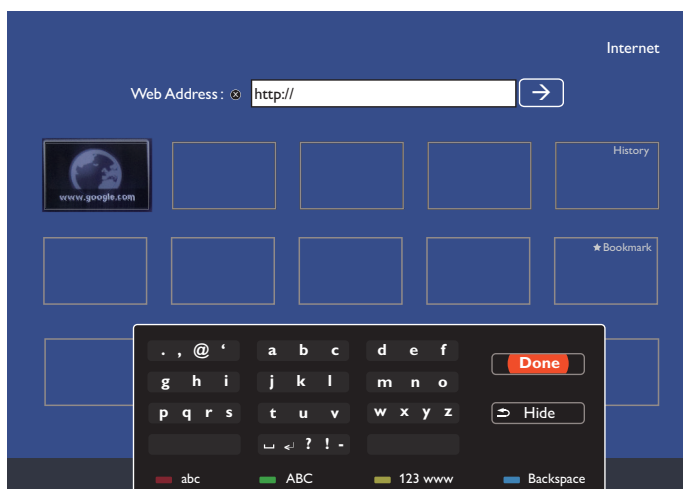 Internet
Web Address : ⊗ http:// →
History
www.google.com
★ Bookmark
. , @ ‘ a b c d e f
Done
g h i j k l m n o
p q r s t u v w x y z
Hide
␣ ↲ ? ! -
abc ABC 123 www Backspace